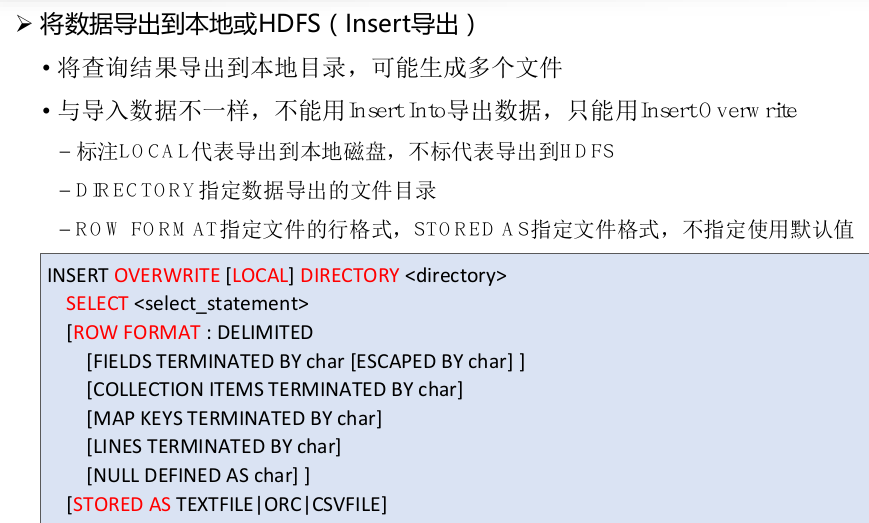 ➢ 将数据导出到本地或HDFS（Insert导出）
• 将查询结果导出到本地目录，可能生成多个文件
• 与导入数据不一样，不能用Insert Into导出数据，只能用Insert Overwrite
– 标注LOCAL代表导出到本地磁盘，不标代表导出到HDFS
– DIRECTORY指定数据导出的文件目录
– ROW FORMAT指定文件的行格式，STORED AS指定文件格式，不指定使用默认值
INSERT OVERWRITE [LOCAL] DIRECTORY <directory>
SELECT <select_statement>
[ROW FORMAT : DELIMITED
[FIELDS TERMINATED BY char [ESCAPED BY char] ]
[COLLECTION ITEMS TERMINATED BY char]
[MAP KEYS TERMINATED BY char]
[LINES TERMINATED BY char]
[NULL DEFINED AS char] ]
[STORED AS TEXTFILE|ORC|CSVFILE]